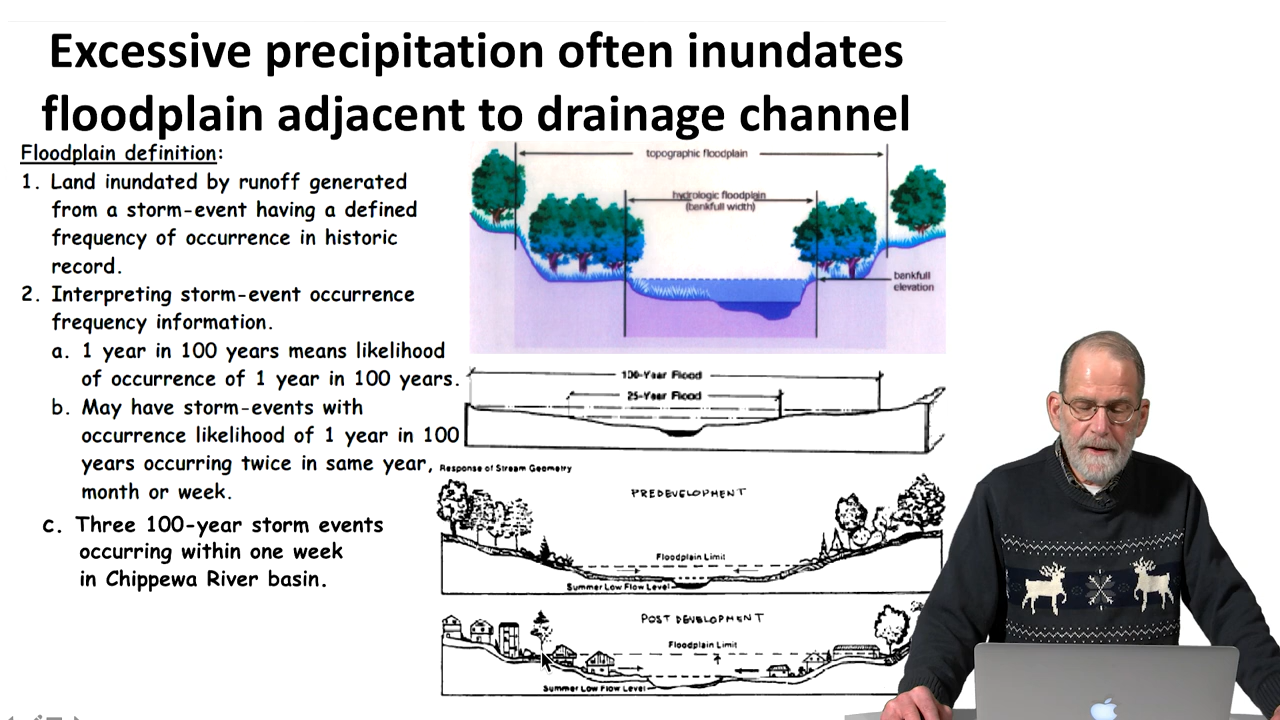 Excessive precipitation often inundates
floodplain adjacent to drainage channel
Floodplain definition:
1. Land inundated by runoff generated
from a storm-event having a defined
frequency of occurrence in historic
record.
2. Interpreting storm-event occurrence
frequency information.
a. 1 year in 100 years means likelihood
of occurrence of 1 year in 100 years.
b. May have storm-events with
occurrence likelihood of 1 year in 100
years occurring twice in same year,
month or week.
c. Three 100-year storm events
occurring within one week
in Chippewa River basin.
topographic floodplain
hydrologic floodplain
(bankfull width)
bankfull
elevation
100-Year Flood
25-Year Flood
Response of Stream Geometry
PREDEVELOPMENT
Floodplain Limit
Summer Low Flow Level
POST DEVELOPMENT
Floodplain Limit
Summer Low Flow Level